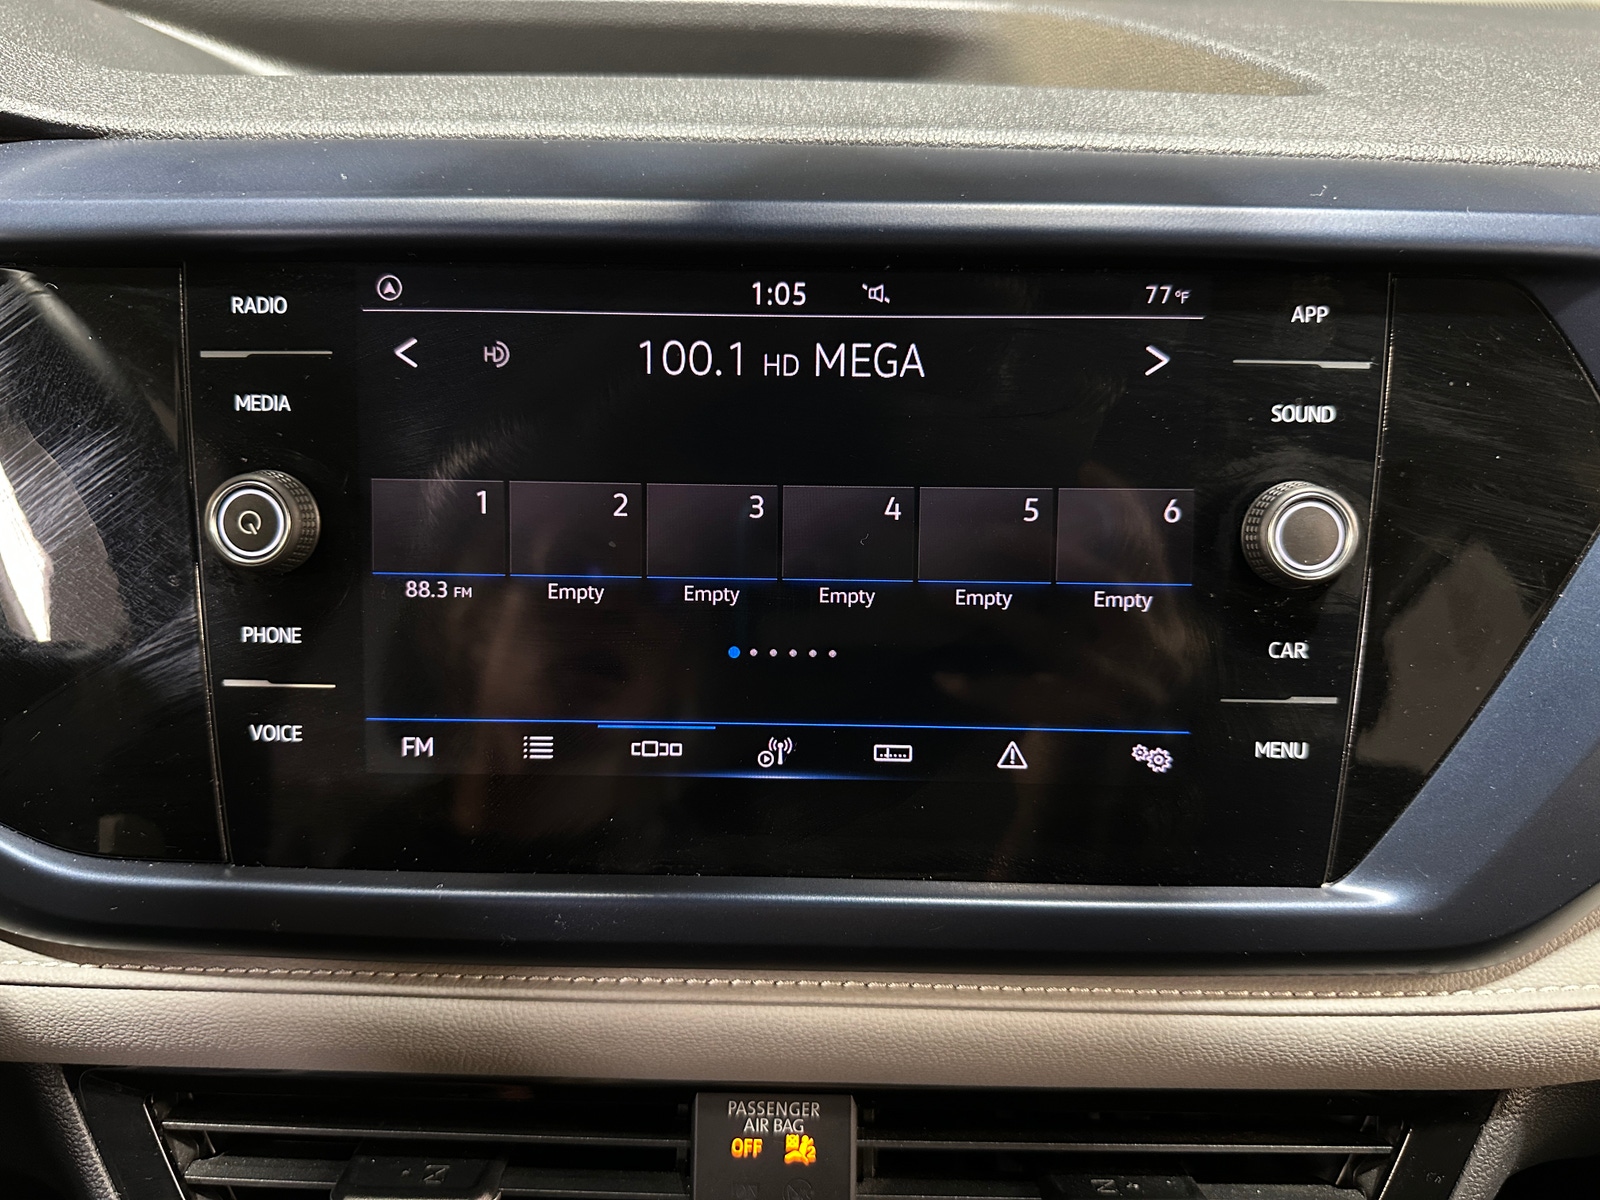 RADIO
MEDIA
PHONE
VOICE
1:05
77°F
< HD 100.1 HD MEGA >
1 2 3 4 5 6
88.3 FM Empty Empty Empty Empty Empty
FM
APP
SOUND
CAR
MENU
PASSENGER
AIR BAG
OFF